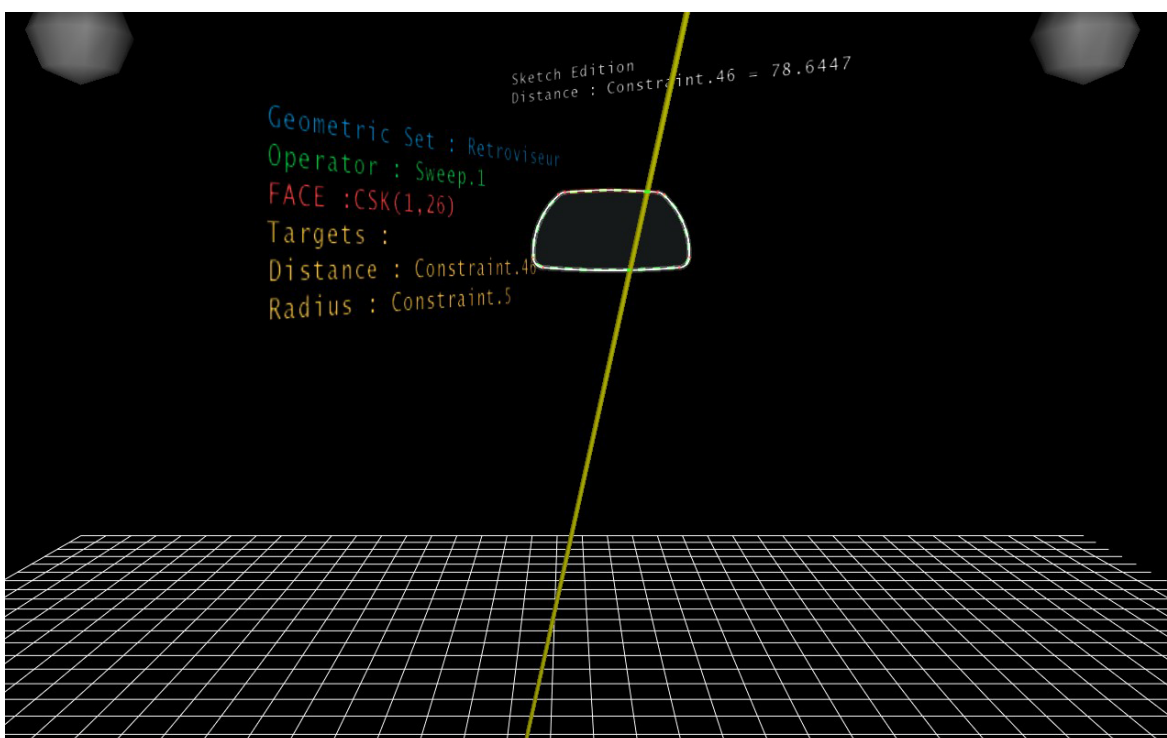 Sketch Edition
Distance : Constraint.46 = 78.6447
Geometric Set : Retroviseur
Operator : Sweep.1
FACE :CSK(1,26)
Targets :
Distance : Constraint.46
Radius : Constraint.5